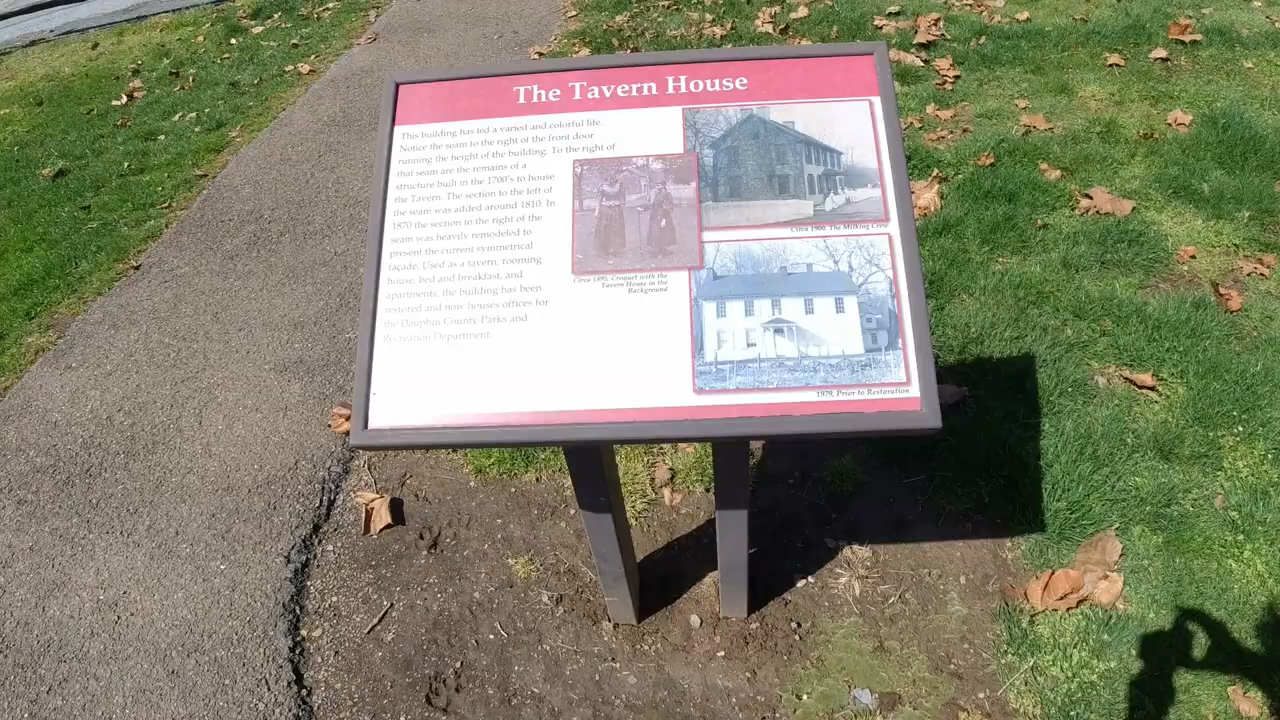 The Tavern House
This building has led a varied and colorful life.
Notice the seam to the right of the front door
running the height of the building. To the right of
that seam are the remains of a
structure built in the 1700's to house
the Tavern. The section to the left of
the seam was added around 1810. In
1870 the section to the right of the
seam was heavily remodeled to
present the current symmetrical
façade. Used as a tavern, rooming
house, bed and breakfast, and
apartments, the building has been
restored and now houses offices for
the Dauphin County Parks and
Recreation Department.
Circa 1895, Croquet with the
Tavern House in the
Background
Circa 1900, The Milking Crew
1979, Prior to Restoration